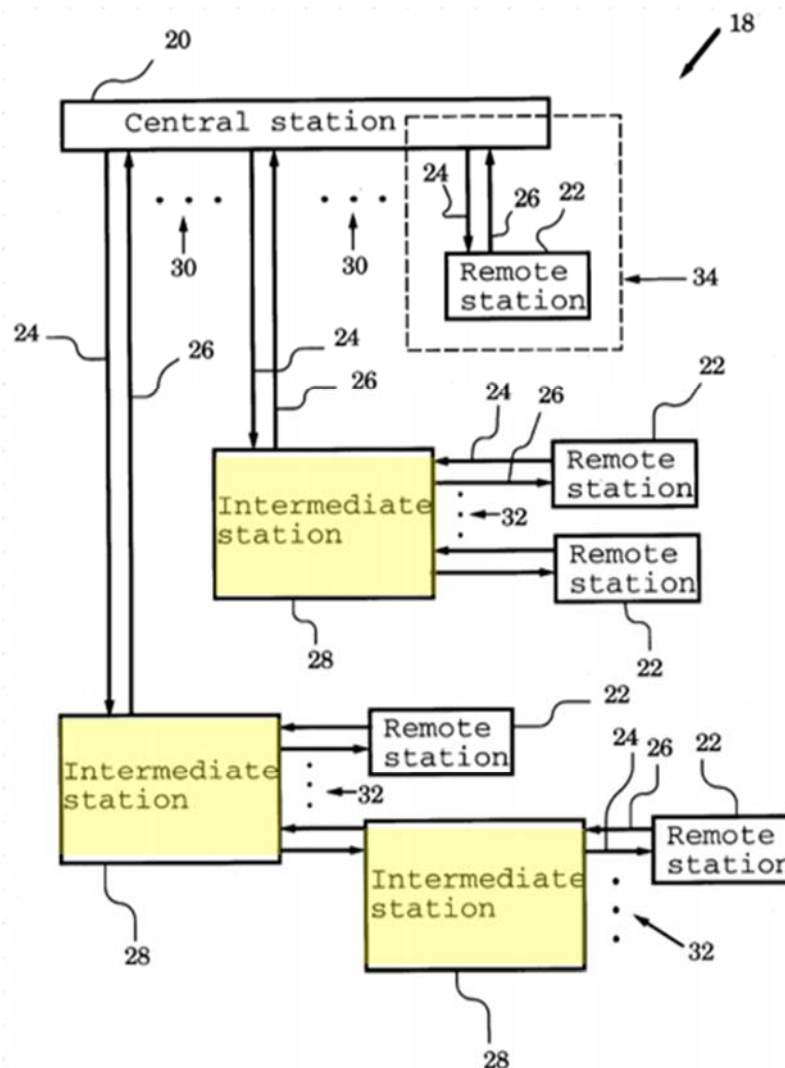 18
20
Central station
24
26
22
30
30
Remote
station
34
24
26
24
26
22
24
26
Remote
station
Intermediate
station
32
Remote
station
28
22
22
Remote
station
24
26
22
Intermediate
station
32
Remote
station
Intermediate
station
28
32
28